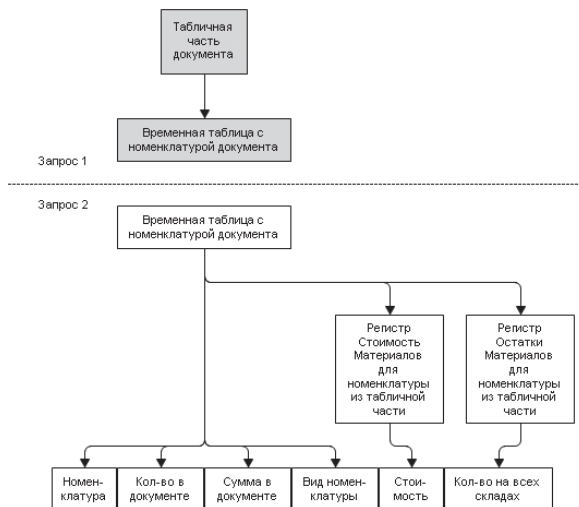 Табличная
часть
документа
Временная таблица с
номенклатурой документа
Запрос 1
Запрос 2
Временная таблица с
номенклатурой документа
Регистр
Стоимость
Материалов
для
номенклатуры
из табличной
части
Регистр
Остатки
Материалов
для
номенклатуры
из табличной
части
Номен-
клатура
Кол-во в
документе
Сумма в
документе
Вид номен-
клатуры
Стои-
мость
Кол-во на всех
складах